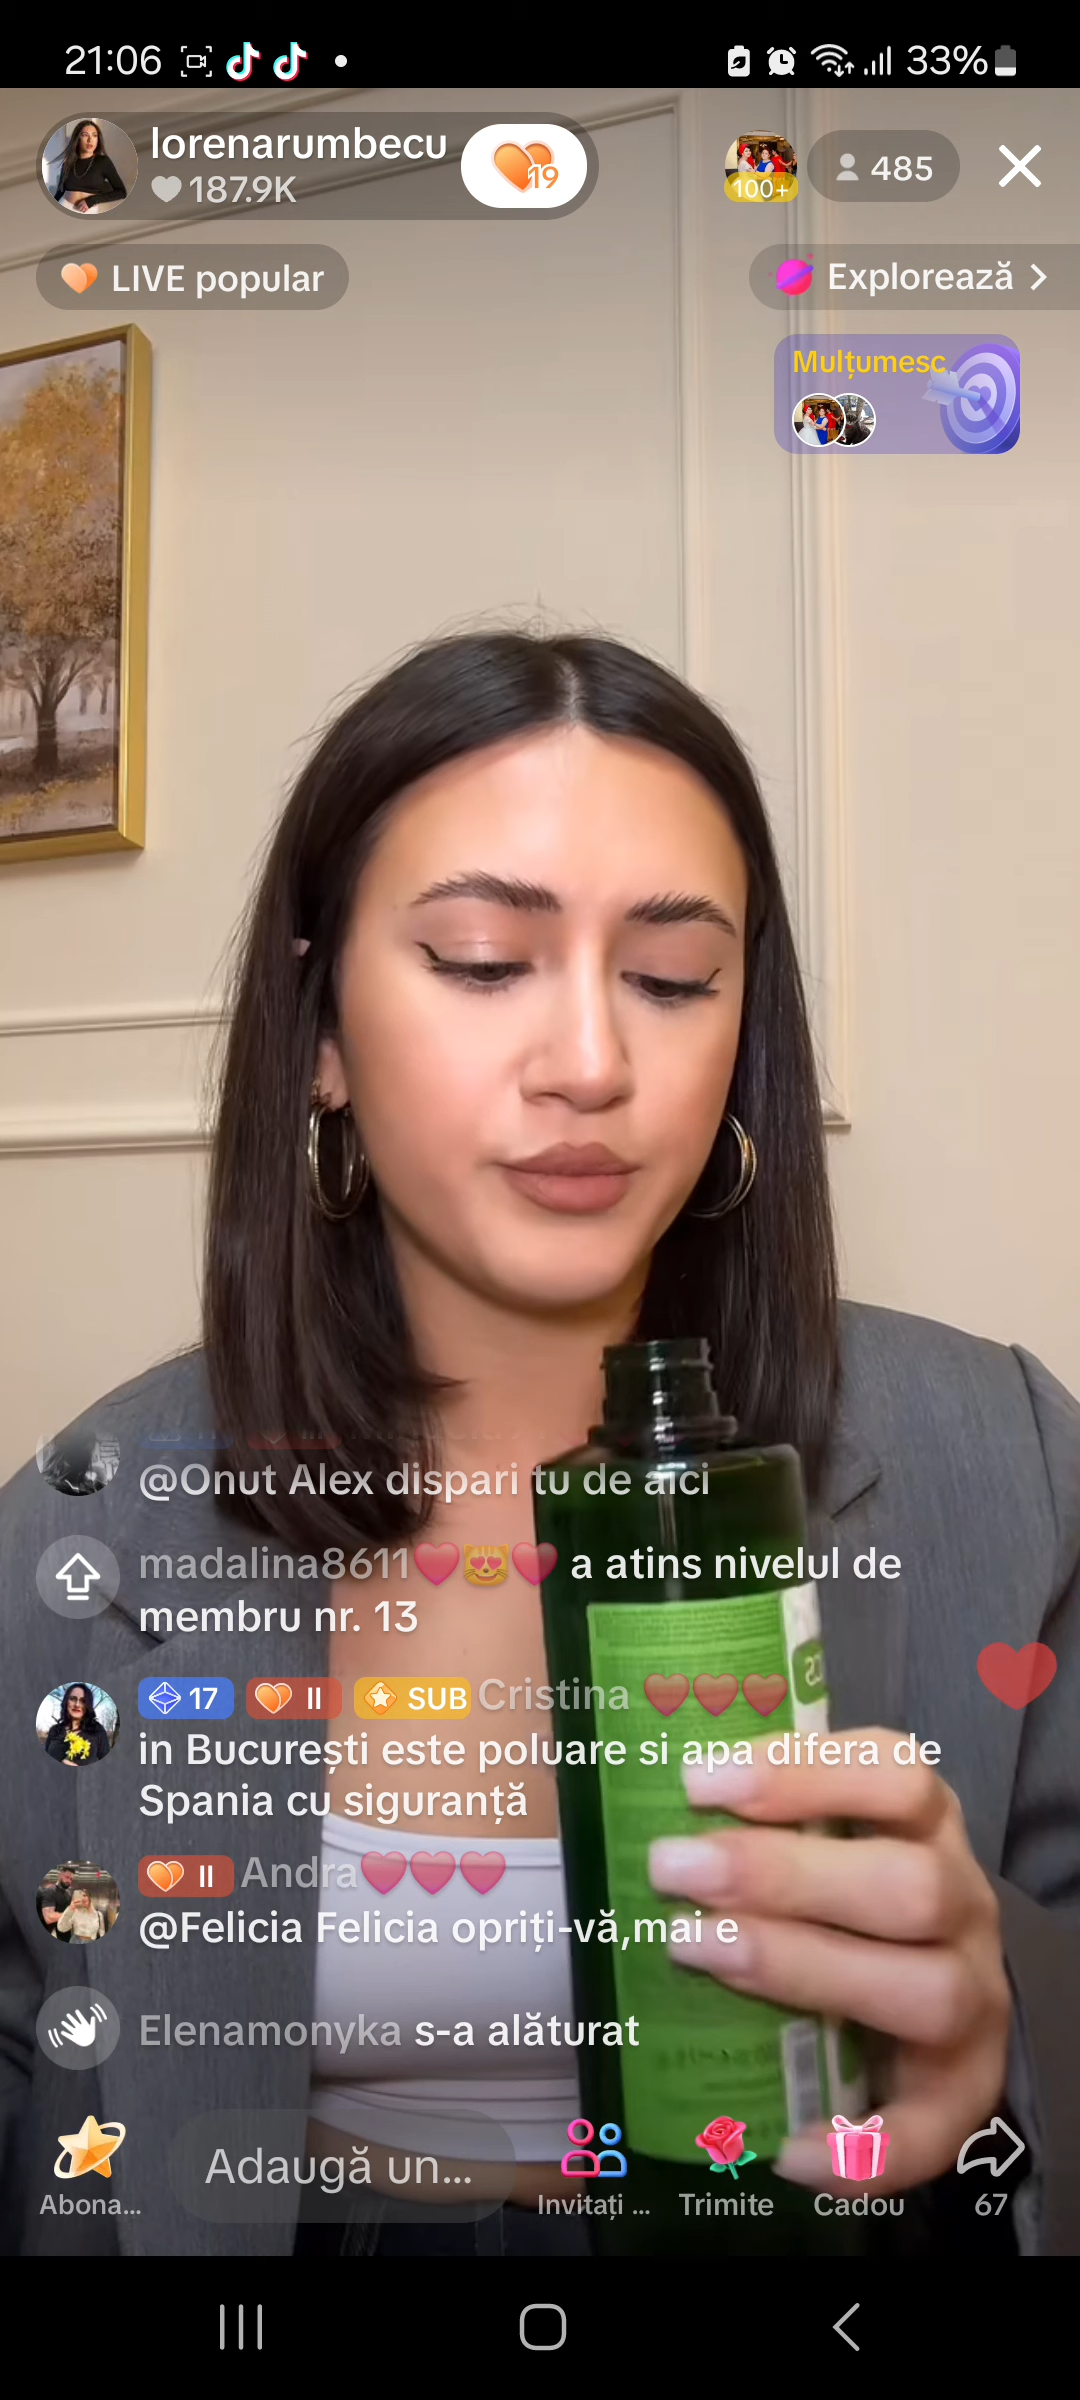 21:06
33%
lorenarumbecu
187.9K
19
100+
485
LIVE popular
Explorează
Mulțumesc
@Onut Alex dispari tu de aici
madalina8611❤️😻❤️ a atins nivelul de
membru nr. 13
17 II SUB Cristina ❤️❤️❤️
in București este poluare si apa difera de
Spania cu siguranță
II Andra❤️❤️❤️
@Felicia Felicia opriți-vă,mai e
Elenamonyka s-a alăturat
Abona...
Adaugă un...
Invitați ...
Trimite
Cadou
67